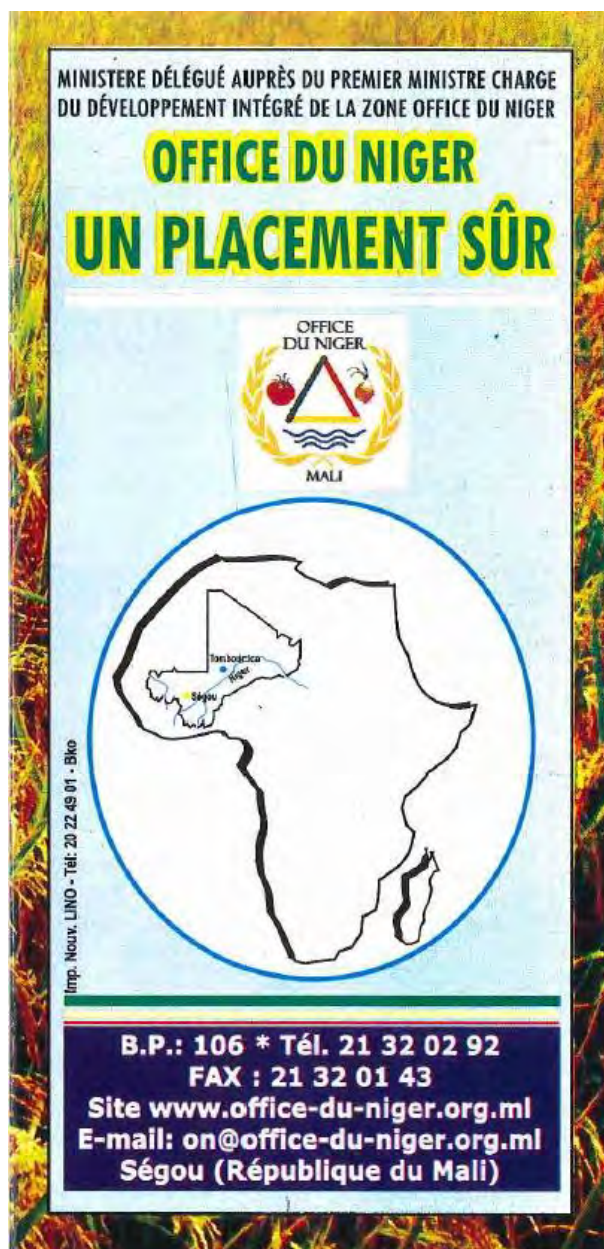 MINISTERE DÉLÉGUÉ AUPRÈS DU PREMIER MINISTRE CHARGE
DU DÉVELOPPEMENT INTÉGRÉ DE LA ZONE OFFICE DU NIGER
OFFICE DU NIGER
UN PLACEMENT SÛR
OFFICE
DU NIGER
MALI
Tombouctou
Niger
Ségou
Imp. Nouv. LINO - Tél: 20 22 49 01 - Bko
B.P.: 106 * Tél. 21 32 02 92
FAX : 21 32 01 43
Site www.office-du-niger.org.ml
E-mail: on@office-du-niger.org.ml
Ségou (République du Mali)